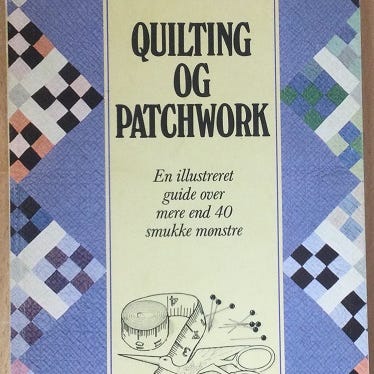 QUILTING
OG
PATCHWORK
En illustreret
guide over
mere end 40
smukke mønstre